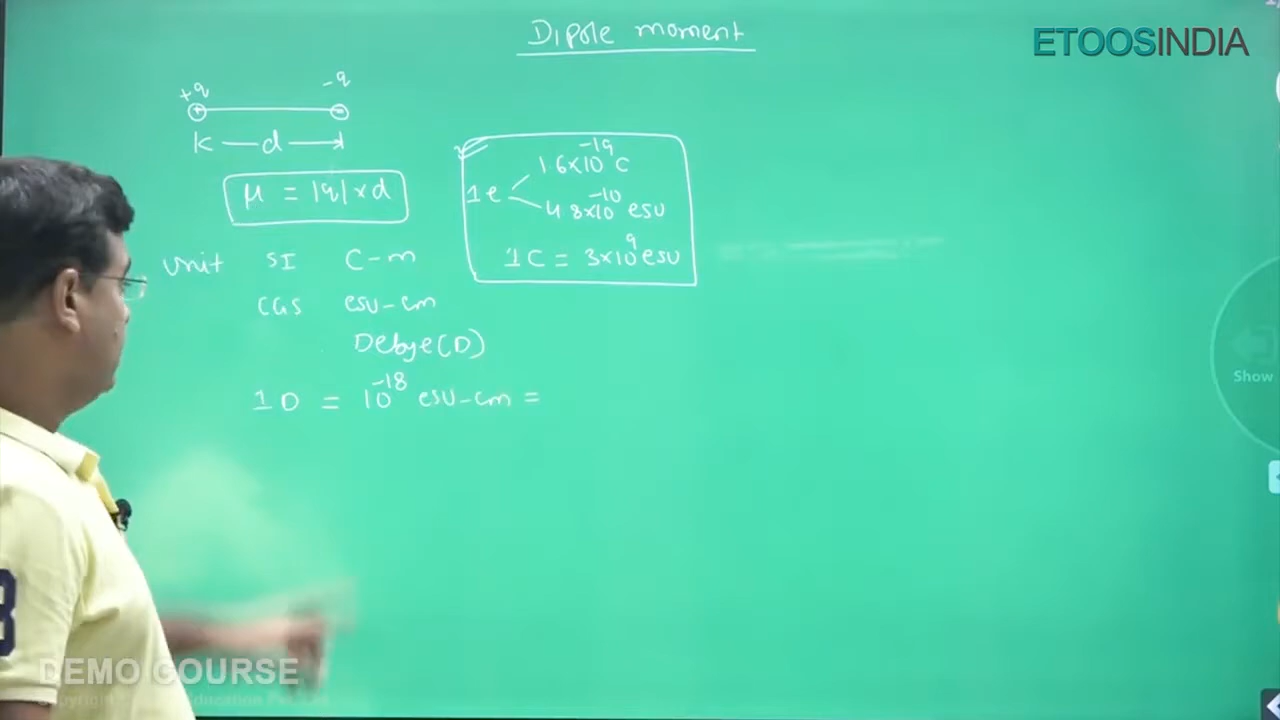 Dipole moment
ETOOSINDIA
+q -q
d
μ = |q| × d
1e
1.6×10⁻¹⁹ C
4.8×10⁻¹⁰ esu
1C = 3×10⁹ esu
Unit SI C-m
CGS esu-cm
Debye(D)
1 D = 10⁻¹⁸ esu-cm =
Show
DEMO COURSE